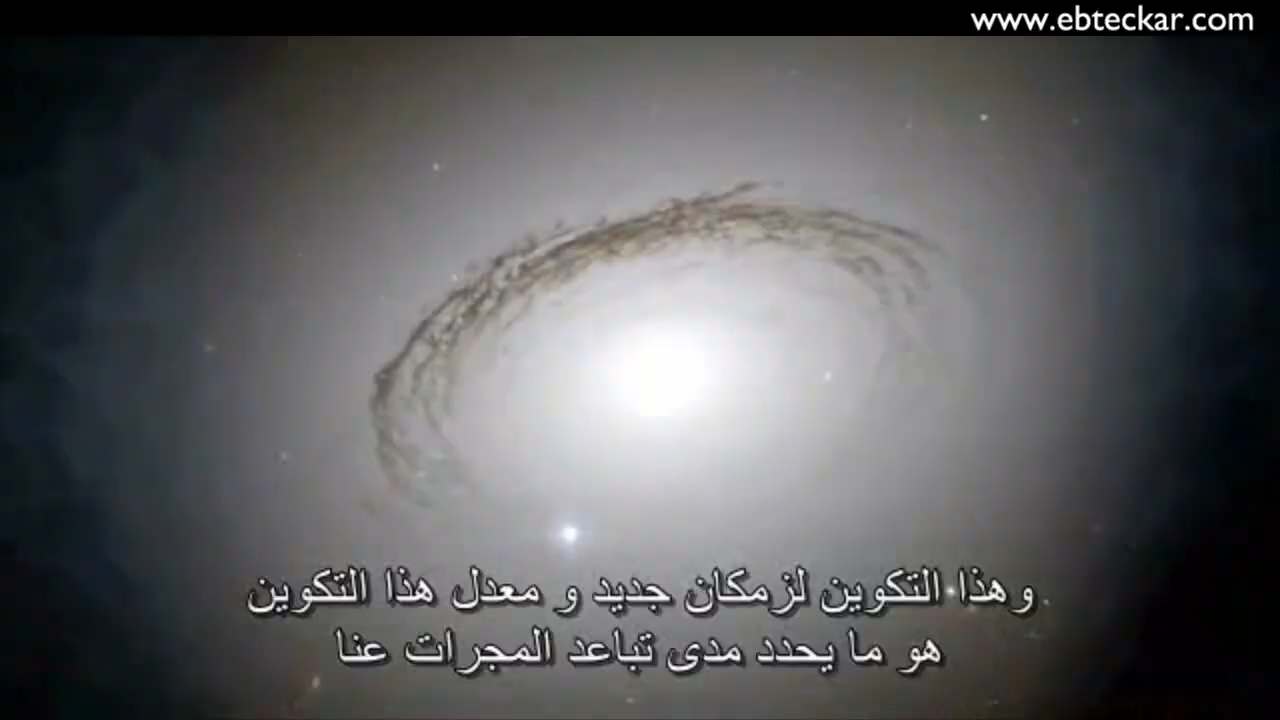 www.ebteckar.com
وهذا التكوين لزمكان جديد و معدل هذا التكوين
هو ما يحدد مدى تباعد المجرات عنا